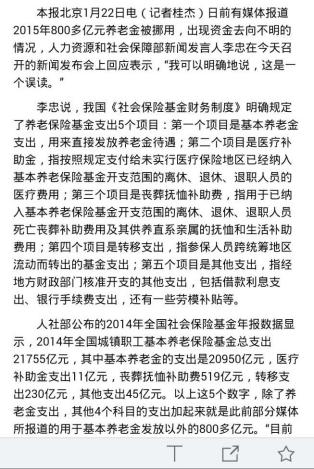 本报北京1月22日电（记者桂杰）日前有媒体报道
2015年800多亿元养老金被挪用，出现资金去向不明的
情况，人力资源和社会保障部新闻发言人李忠在今天召
开的新闻发布会上回应表示，“我可以明确地说，这是一
个误读。”
李忠说，我国《社会保险基金财务制度》明确规定
了养老保险基金支出5个项目：第一个项目是基本养老金
支出，用来直接发放养老金待遇；第二个项目是医疗补
助金，指按照规定支付给未实行医疗保险地区已经纳入
基本养老保险基金开支范围的离休、退休、退职人员的
医疗费用；第三个项目是丧葬抚恤补助费，指用于已纳
入基本养老保险基金开支范围的离休、退休、退职人员
死亡丧葬补助费用及其供养直系亲属的抚恤和生活补助
费用；第四个项目是转移支出，指参保人员跨统筹地区
流动而转出的基金支出；第五个项目是其他支出，指经
地方财政部门核准开支的其他支出，包括借款利息支
出、银行手续费支出，还有一些劳模补贴等。
人社部公布的2014年全国社会保险基金年报数据显
示，2014年全国城镇职工基本养老保险基金总支出
21755亿元，其中基本养老金的支出是20950亿元，医疗
补助金支出11亿元，丧葬抚恤补助费519亿元，转移支
出230亿元，其他支出45亿元。以上这5个数字，除了养
老金支出，其他4个科目的支出加起来就是此前部分媒体
所报道的用于基本养老金发放以外的800多亿元。“目前